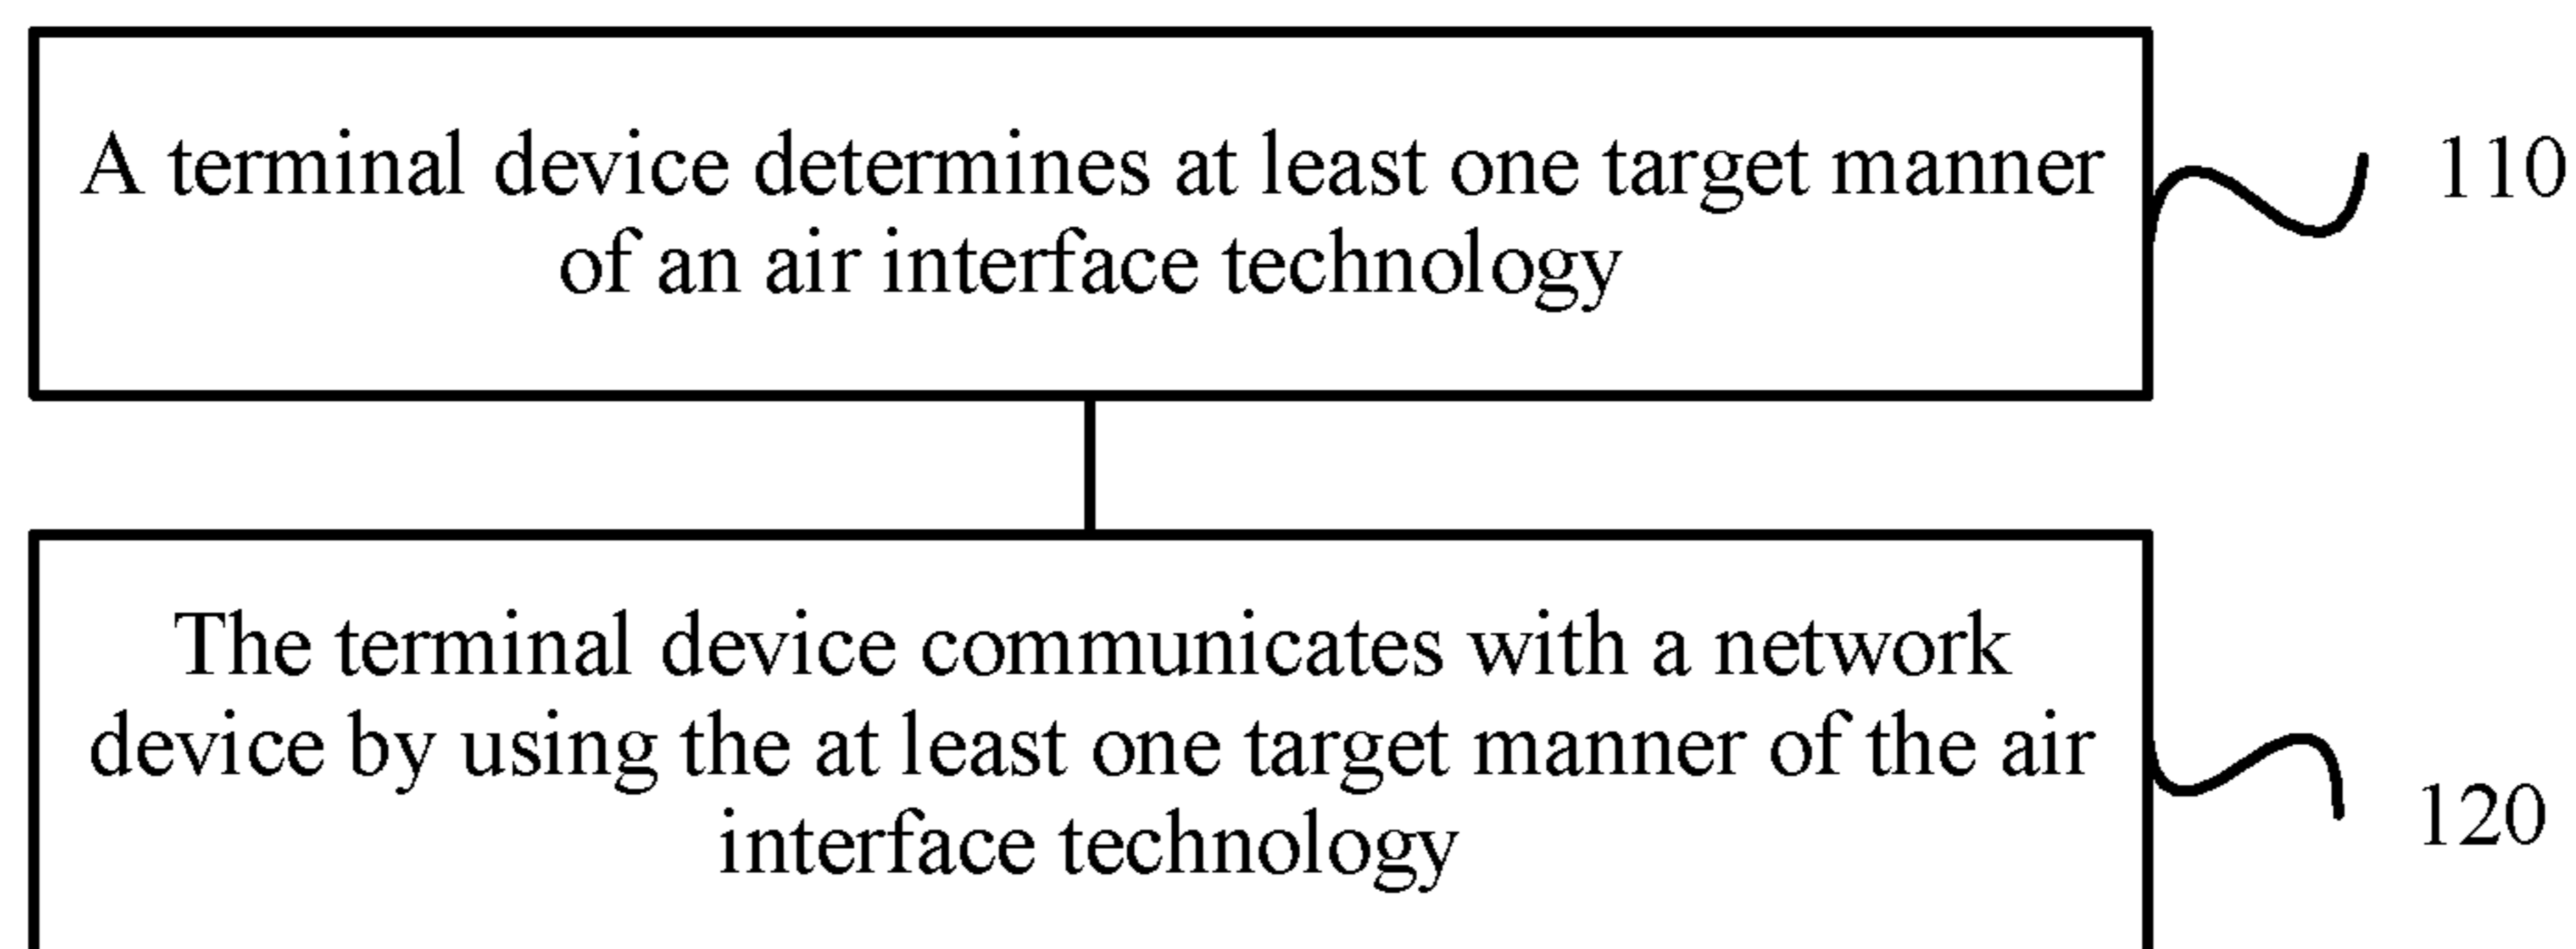 A terminal device determines at least one target manner
of an air interface technology
110
The terminal device communicates with a network
device by using the at least one target manner of the air
interface technology
120